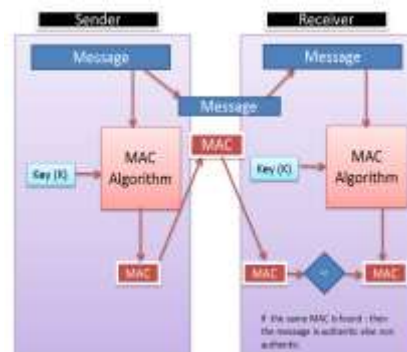 Sender
Receiver
Message
Message
Message
MAC
MAC
Algorithm
Key (K)
MAC
Algorithm
Key (K)
MAC
MAC
MAC
If the same MAC is found : then
the message is authentic else non
authentic.